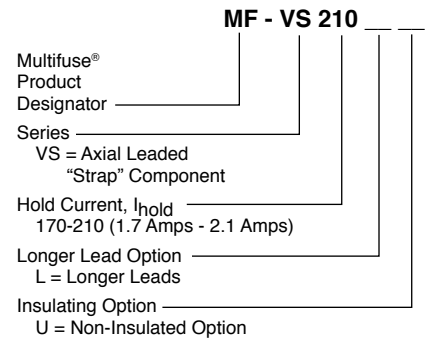 MF - VS 210 __ __
Multifuse®
Product
Designator
Series
VS = Axial Leaded
“Strap” Component
Hold Current, Ihold
170-210 (1.7 Amps - 2.1 Amps)
Longer Lead Option
L = Longer Leads
Insulating Option
U = Non-Insulated Option